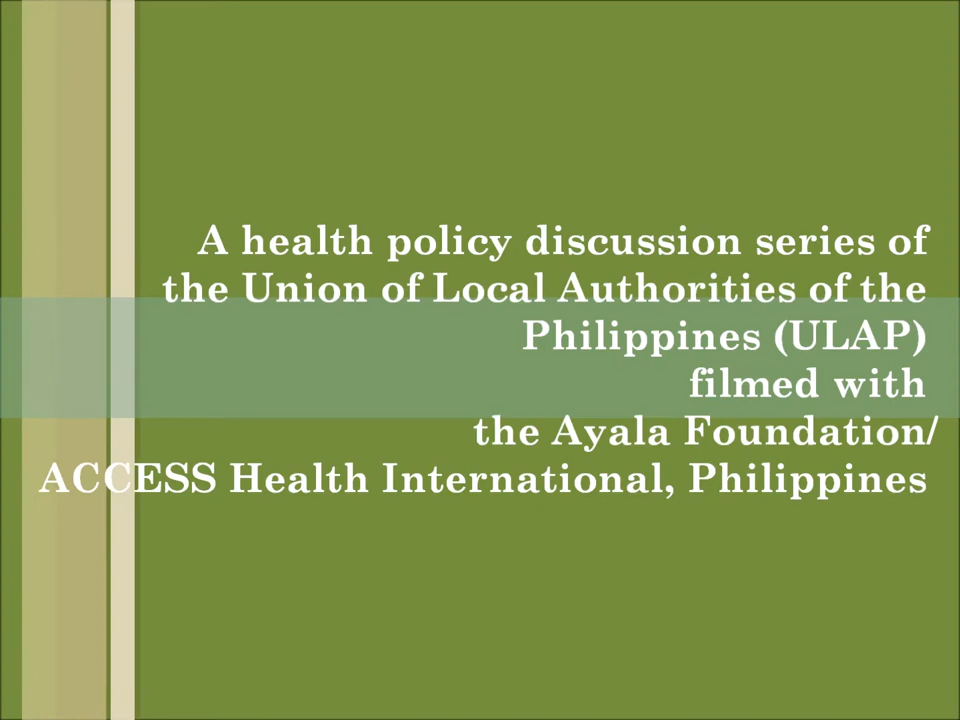 A health policy discussion series of
the Union of Local Authorities of the
Philippines (ULAP)
filmed with
the Ayala Foundation/
ACCESS Health International, Philippines